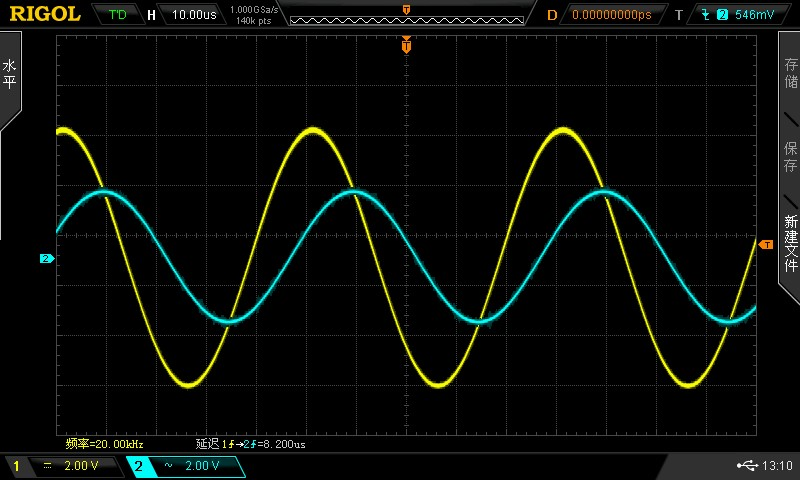 RIGOL T'D H 10.00us 1.000GSa/s 140k pts T D 0.00000000ps T 2 546mV
水平
T
存储
保存
新建文件
2
T
频率=20.00kHz 延迟1f→2f=8.200us
1 = 2.00 V 2 ~ 2.00 V 13:10